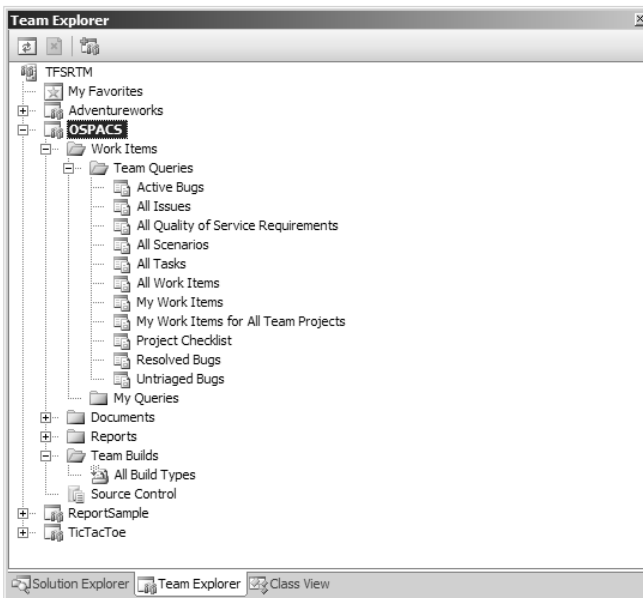 Team Explorer
TFSRTM
My Favorites
Adventureworks
OSPACS
Work Items
Team Queries
Active Bugs
All Issues
All Quality of Service Requirements
All Scenarios
All Tasks
All Work Items
My Work Items
My Work Items for All Team Projects
Project Checklist
Resolved Bugs
Untriaged Bugs
My Queries
Documents
Reports
Team Builds
All Build Types
Source Control
ReportSample
TicTacToe
Solution Explorer Team Explorer Class View